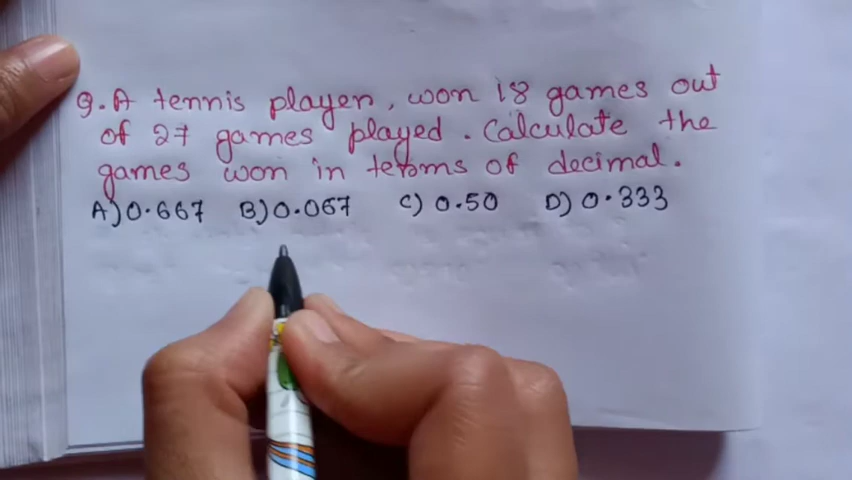 Q. A tennis player, won 18 games out
of 27 games played. Calculate the
games won in terms of decimal.
A) 0.667 B) 0.067 C) 0.50 D) 0.333